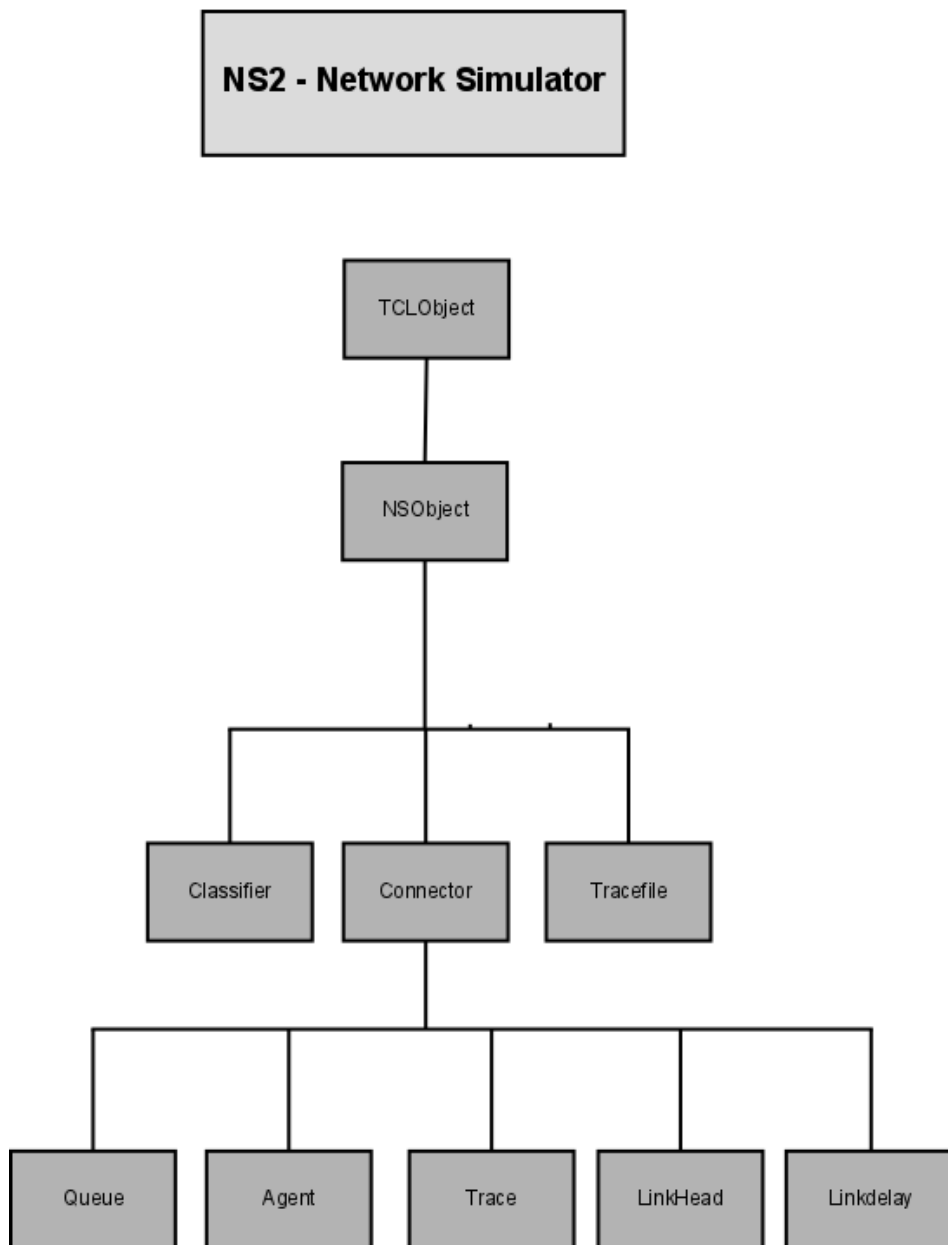 NS2 - Network Simulator
TCLObject
NSObject
Classifier
Connector
Tracefile
Queue
Agent
Trace
LinkHead
Linkdelay